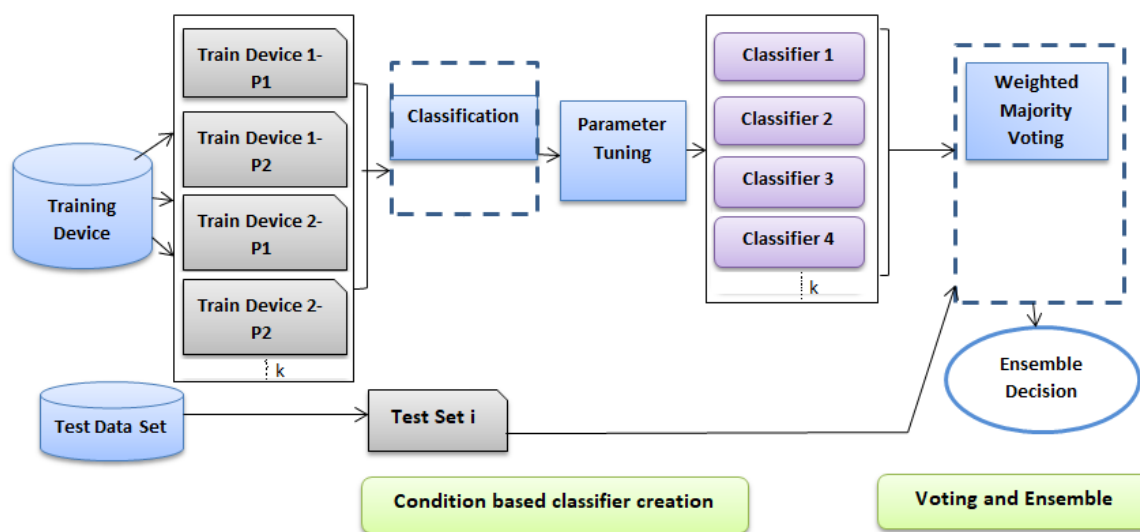 Training
Device
Train Device 1-
P1
Train Device 1-
P2
Train Device 2-
P1
Train Device 2-
P2
k
Classification
Parameter
Tuning
Classifier 1
Classifier 2
Classifier 3
Classifier 4
k
Weighted
Majority
Voting
Ensemble
Decision
Test Data Set
Test Set i
Condition based classifier creation
Voting and Ensemble